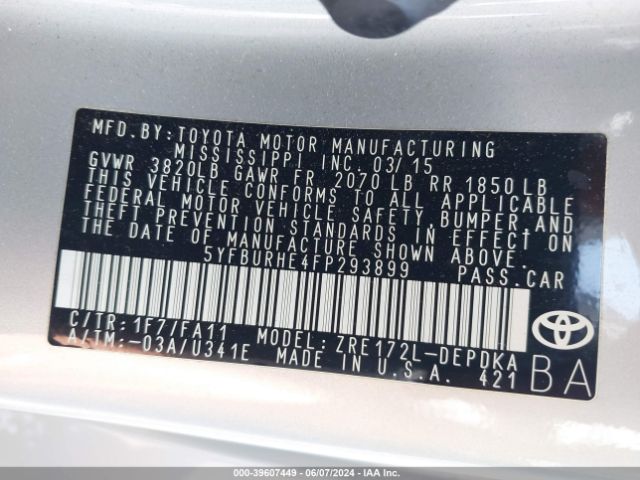 MFD. BY: TOYOTA MOTOR MANUFACTURING
MISSISSIPPI INC. 03/15
GVWR 3820LB GAWR FR 2070 LB RR 1850 LB
THIS VEHICLE CONFORMS TO ALL APPLICABLE
FEDERAL MOTOR VEHICLE SAFETY, BUMPER, AND
THEFT PREVENTION STANDARDS IN EFFECT ON
THE DATE OF MANUFACTURE SHOWN ABOVE.
5YFBURHE4FP293899 PASS. CAR
C/TR: 1F7/FA11 MODEL: ZRE172L-DEPDKA
A/TM: -03A/U341E MADE IN U.S.A. 421
BA
00-39607449 | 06/07/2024 | IAAI.COM